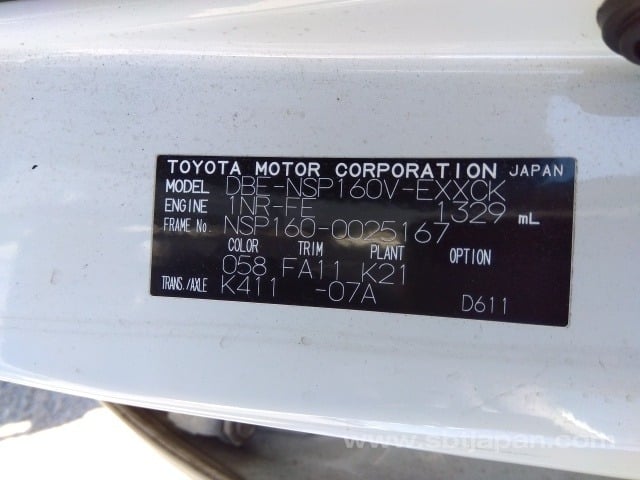 TOYOTA MOTOR CORPORATION JAPAN
MODEL DBE-NSP160V-EXXCK
ENGINE 1NR-FE 1329 mL
FRAME No. NSP160-0025167
COLOR TRIM PLANT OPTION
058 FA11 K21
TRANS./AXLE K411 -07A D611
www.sbtjapan.com